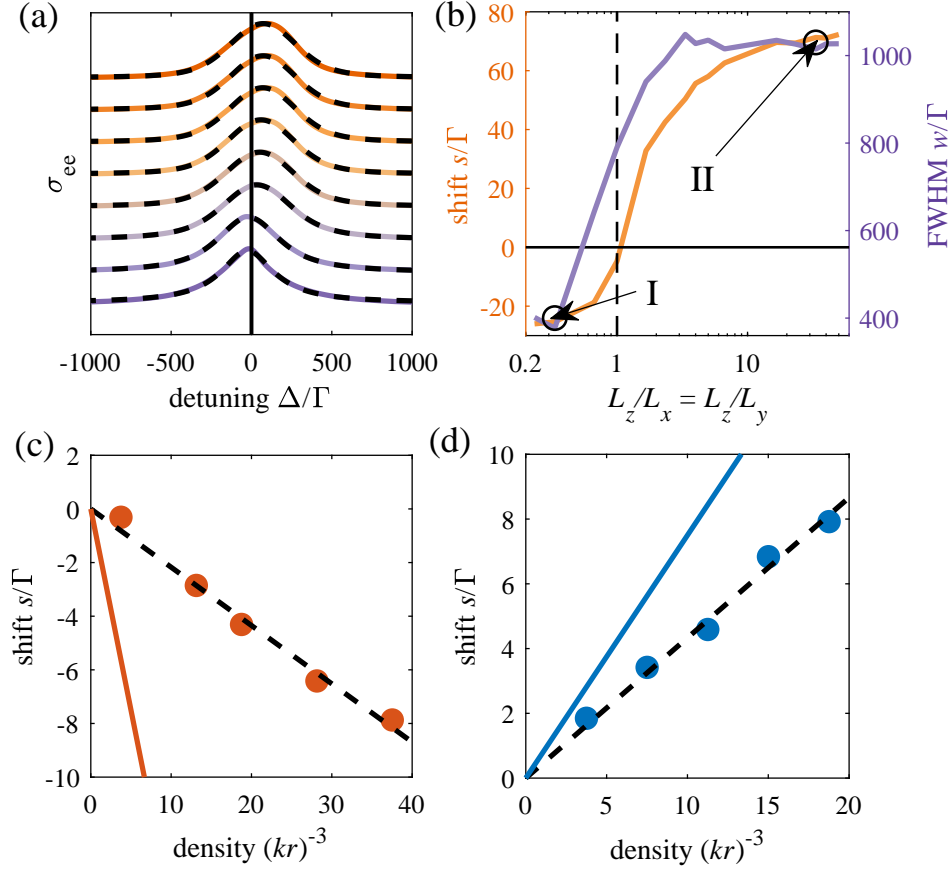 (a)
σee
-1000 -500 0 500 1000
detuning Δ/Γ
(b)
80
60
40
20
0
-20
shift s/Γ
1000
800
600
400
FWHM w/Γ
I
II
0.2 1 10
Lz/Lx = Lz/Ly
(c)
2
0
-2
-4
-6
-8
-10
shift s/Γ
0 10 20 30 40
density (kr)-3
(d)
10
8
6
4
2
0
shift s/Γ
0 5 10 15 20
density (kr)-3